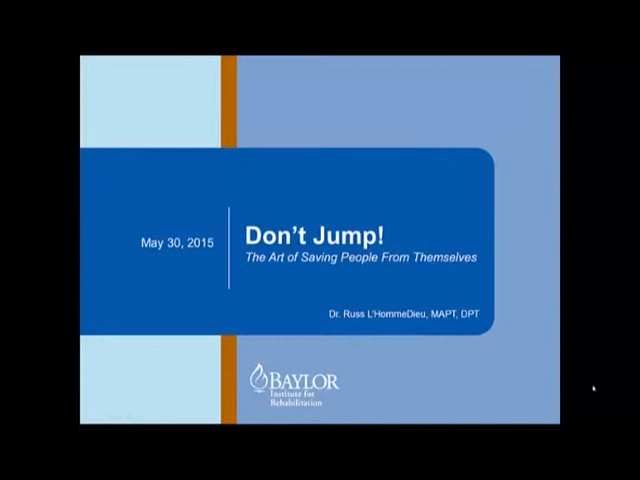 May 30, 2015
Don't Jump!
The Art of Saving People From Themselves
Dr. Russ L'HommeDieu, MAPT, DPT
BAYLOR
Institute for
Rehabilitation